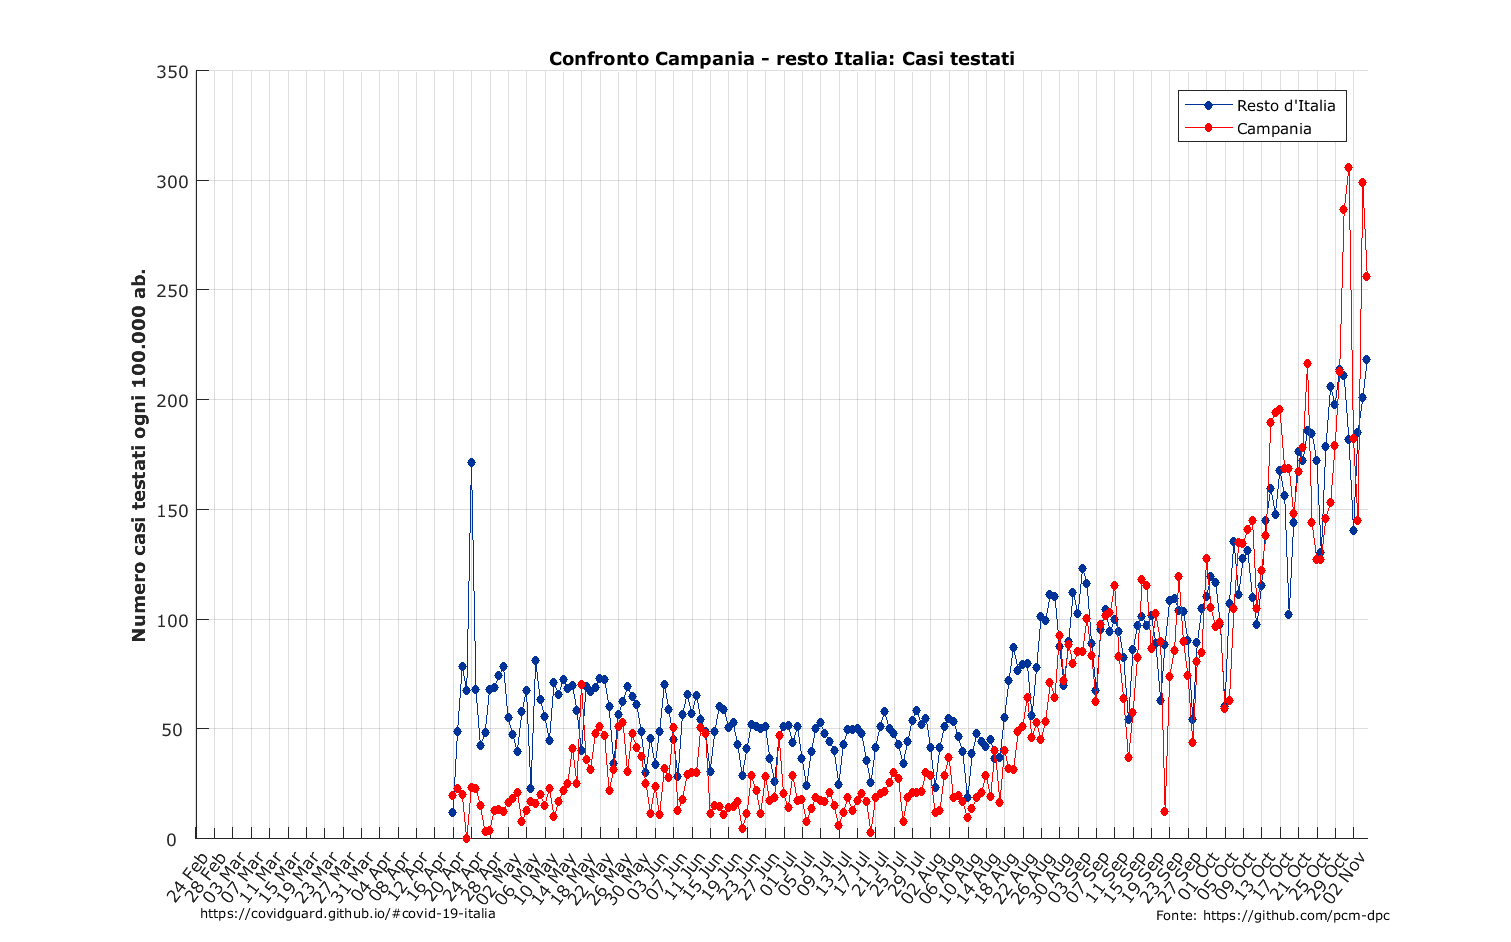 Confronto Campania - resto Italia: Casi testati
350
300
250
200
150
100
50
0
Numero casi testati ogni 100.000 ab.
Resto d'Italia
Campania
24 Feb
28 Feb
03 Mar
07 Mar
11 Mar
15 Mar
19 Mar
23 Mar
27 Mar
31 Mar
04 Apr
08 Apr
12 Apr
16 Apr
20 Apr
24 Apr
28 Apr
02 May
06 May
10 May
14 May
18 May
22 May
26 May
30 May
03 Jun
07 Jun
11 Jun
15 Jun
19 Jun
23 Jun
27 Jun
01 Jul
05 Jul
09 Jul
13 Jul
17 Jul
21 Jul
25 Jul
29 Jul
02 Aug
06 Aug
10 Aug
14 Aug
18 Aug
22 Aug
26 Aug
30 Aug
03 Sep
07 Sep
11 Sep
15 Sep
19 Sep
23 Sep
27 Sep
01 Oct
05 Oct
09 Oct
13 Oct
17 Oct
21 Oct
25 Oct
29 Oct
02 Nov
https://covidguard.github.io/#covid-19-italia
Fonte: https://github.com/pcm-dpc